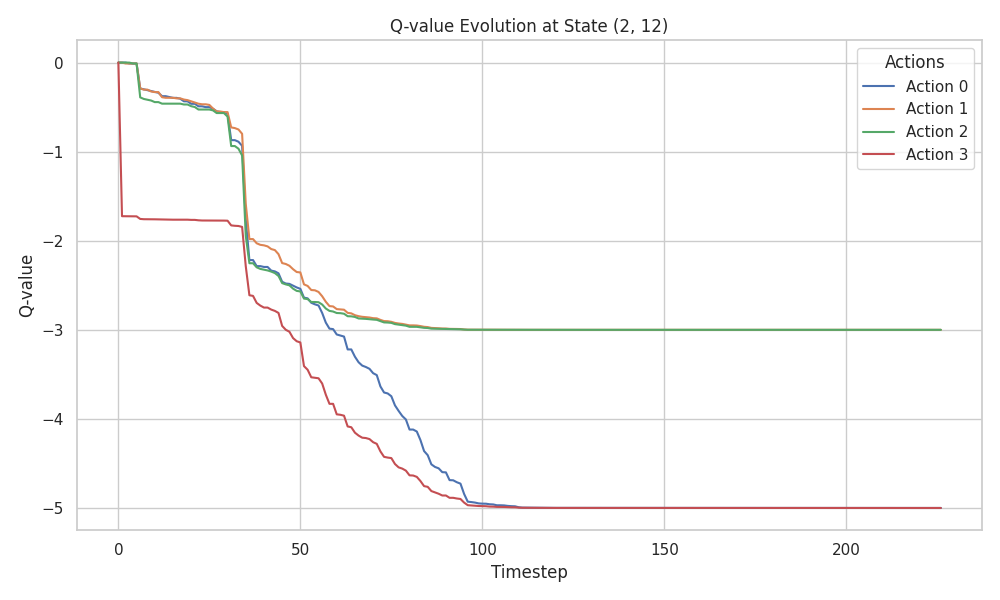 Q-value Evolution at State (2, 12)
Actions
Action 0
Action 1
Action 2
Action 3
Q-value
0
−1
−2
−3
−4
−5
0
50
100
150
200
Timestep